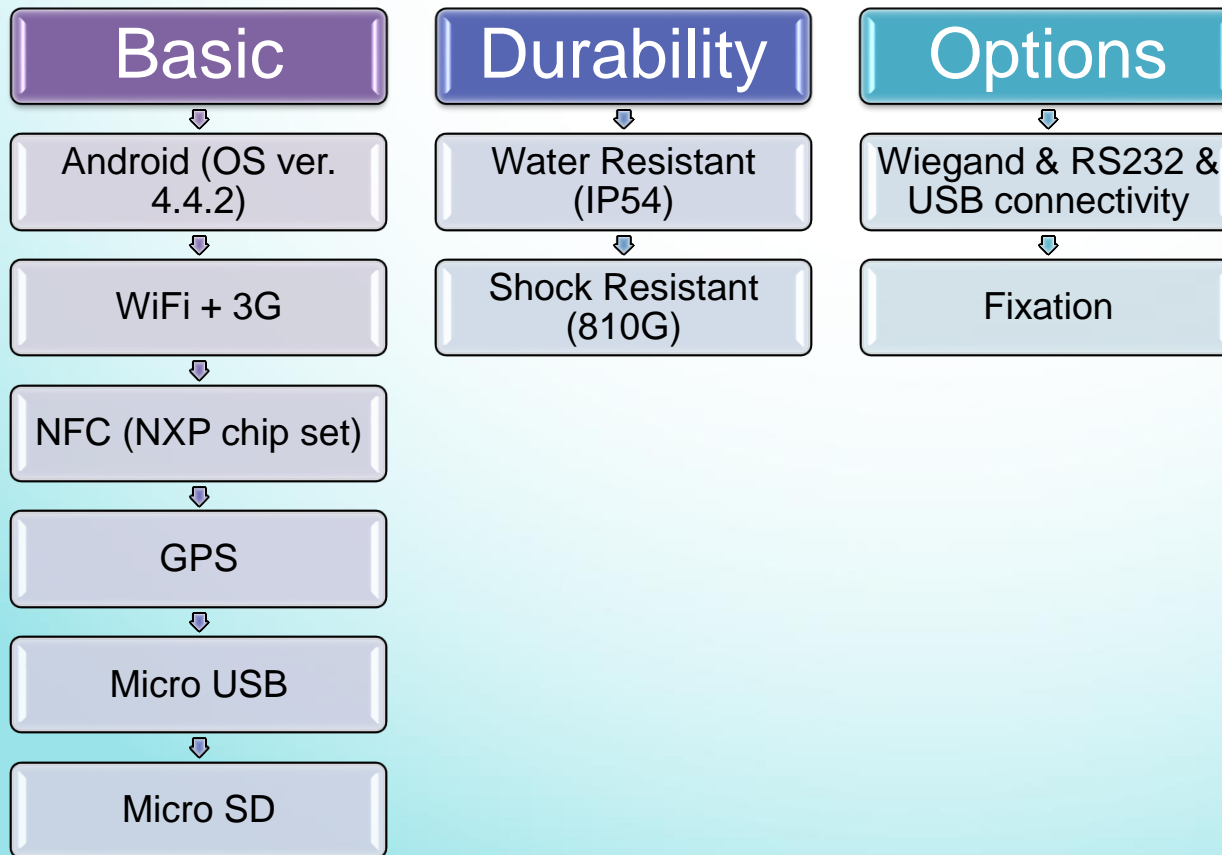 Basic
Android (OS ver.
4.4.2)
WiFi + 3G
NFC (NXP chip set)
GPS
Micro USB
Micro SD
Durability
Water Resistant
(IP54)
Shock Resistant
(810G)
Options
Wiegand & RS232 &
USB connectivity
Fixation